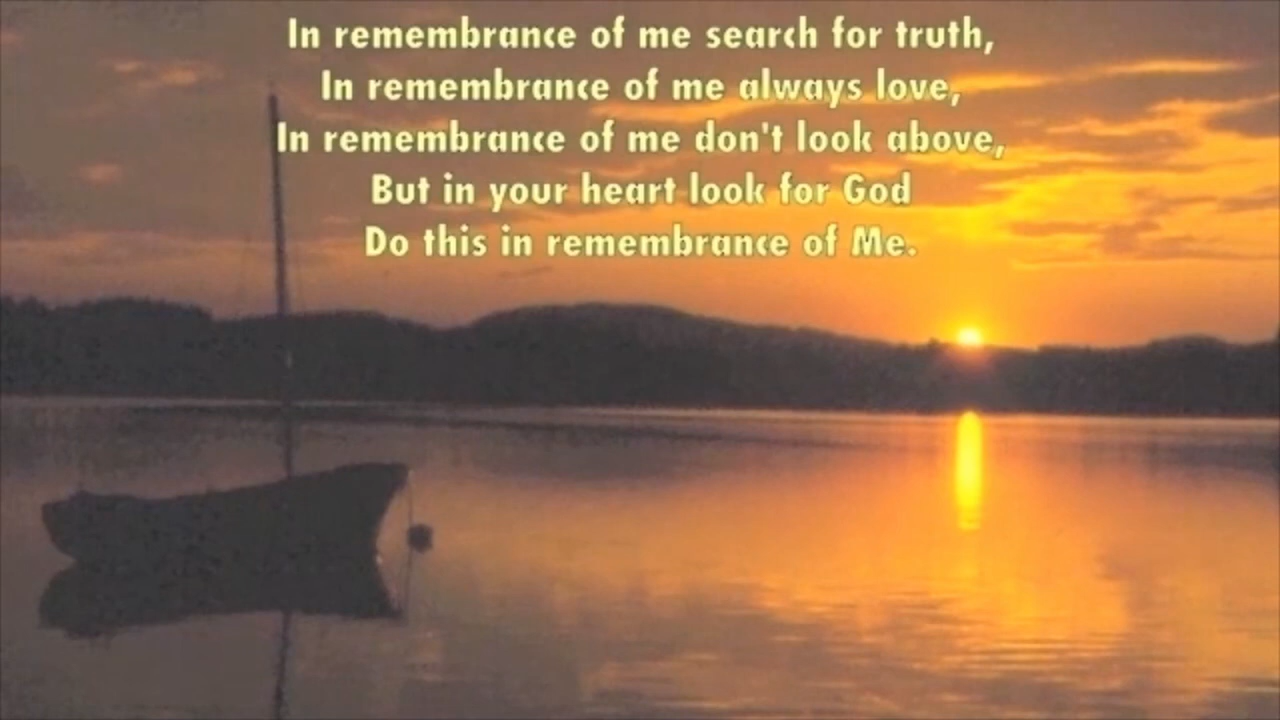 In remembrance of me search for truth,
In remembrance of me always love,
In remembrance of me don't look above,
But in your heart look for God
Do this in remembrance of Me.